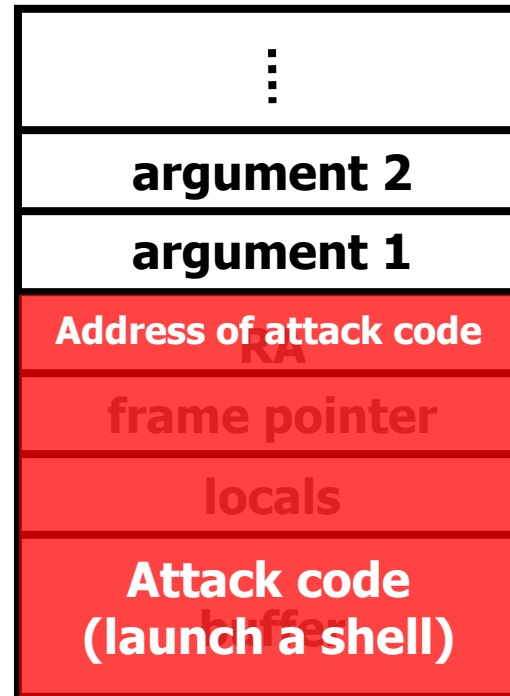 ⋮
argument 2
argument 1
Address of attack code
RA
frame pointer
locals
Attack code
(launch a shell)
buffer